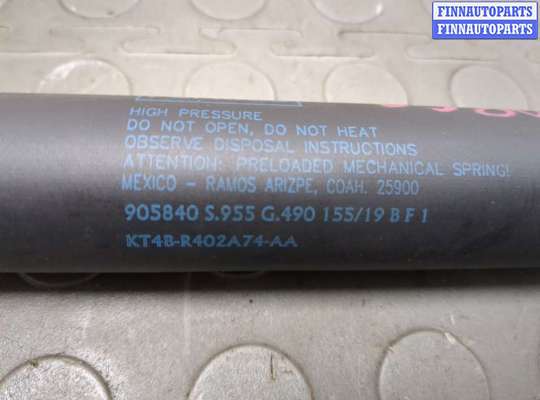 FINNAUTOPARTS
FINNAUTOPARTS
HIGH PRESSURE
DO NOT OPEN, DO NOT HEAT
OBSERVE DISPOSAL INSTRUCTIONS
ATTENTION: PRELOADED MECHANICAL SPRING!
MEXICO - RAMOS ARIZPE, COAH. 25900
905840 S.955 G.490 155/19 B F 1
KT4B-R402A74-AA